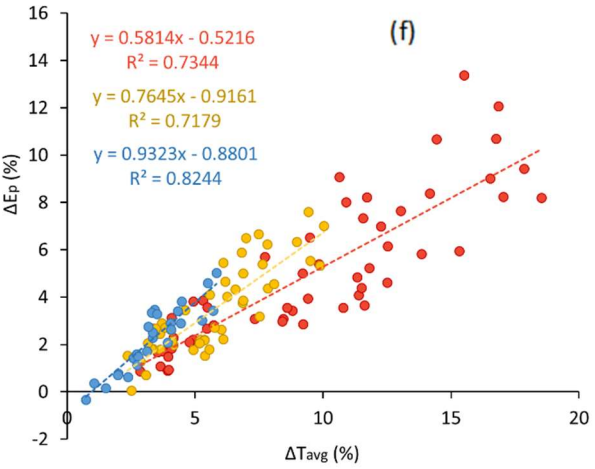 (f)
y = 0.5814x - 0.5216
R² = 0.7344
y = 0.7645x - 0.9161
R² = 0.7179
y = 0.9323x - 0.8801
R² = 0.8244
ΔEp (%)
16
14
12
10
8
6
4
2
0
-2
0
5
10
15
20
ΔTavg (%)